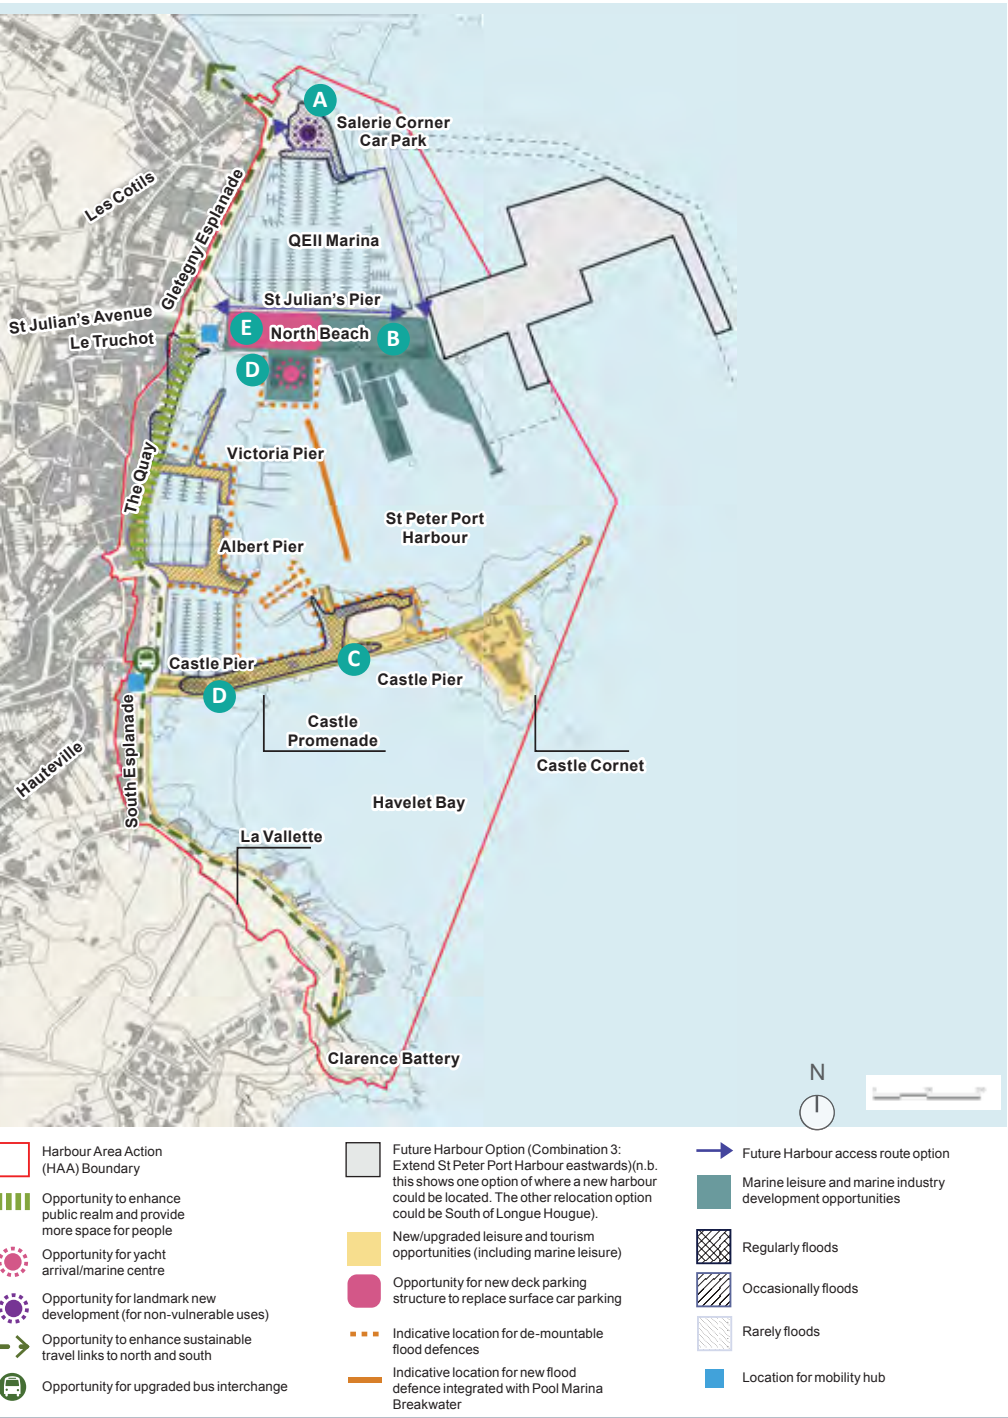 A
Salerie Corner
Car Park
Les Cotils
Gletegny Esplanade
QEII Marina
St Julian's Pier
St Julian's Avenue
Le Truchot
E
North Beach
B
D
The Quay
Victoria Pier
St Peter Port
Harbour
Albert Pier
Castle Pier
C
D
Castle Pier
Castle
Promenade
Castle Cornet
South Esplanade
Hauteville
Havelet Bay
La Vallette
Clarence Battery
N
Harbour Area Action
(HAA) Boundary
Opportunity to enhance
public realm and provide
more space for people
Opportunity for yacht
arrival/marine centre
Opportunity for landmark new
development (for non-vulnerable uses)
Opportunity to enhance sustainable
travel links to north and south
Opportunity for upgraded bus interchange
Future Harbour Option (Combination 3:
Extend St Peter Port Harbour eastwards)(n.b.
this shows one option of where a new harbour
could be located. The other relocation option
could be South of Longue Hougue).
New/upgraded leisure and tourism
opportunities (including marine leisure)
Opportunity for new deck parking
structure to replace surface car parking
Indicative location for de-mountable
flood defences
Indicative location for new flood
defence integrated with Pool Marina
Breakwater
Future Harbour access route option
Marine leisure and marine industry
development opportunities
Regularly floods
Occasionally floods
Rarely floods
Location for mobility hub